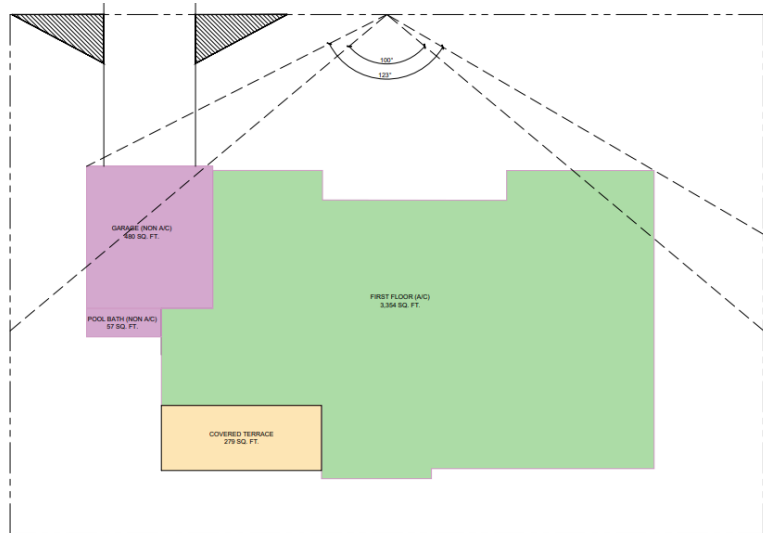 100°
123°
GARAGE (NON A/C)
480 SQ. FT.
FIRST FLOOR (A/C)
3,354 SQ. FT.
POOL BATH (NON A/C)
57 SQ. FT.
COVERED TERRACE
279 SQ. FT.